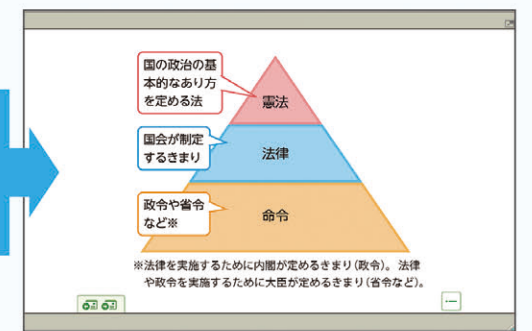 国の政治の基
本的なあり方
を定める法
憲法
国会が制定
するきまり
法律
政令や省令
など※
命令
※法律を実施するために内閣が定めるきまり(政令)。法律
や政令を実施するために大臣が定めるきまり(省令など)。